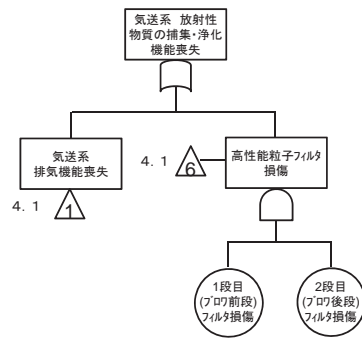 気送系 放射性
物質の捕集・浄化
機能喪失
気送系
排気機能喪失
4．1
1
4．1
6
高性能粒子フィルタ
損傷
1段目
(ブロワ前段)
フィルタ損傷
2段目
(ブロワ後段)
フィルタ損傷